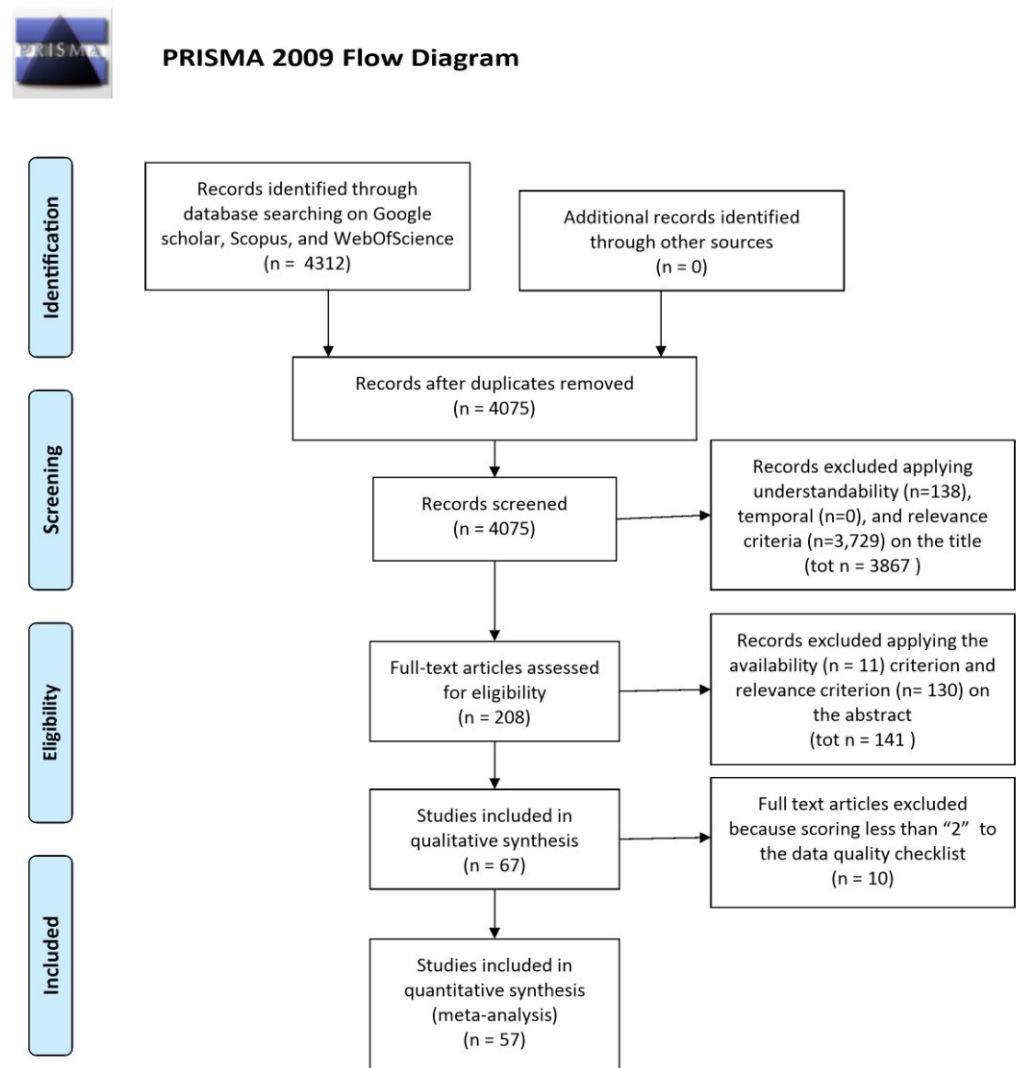 PRISMA
PRISMA 2009 Flow Diagram
Identification
Records identified through
database searching on Google
scholar, Scopus, and WebOfScience
(n =  4312)
Additional records identified
through other sources
(n = 0)
Records after duplicates removed
(n = 4075)
Screening
Records screened
(n = 4075)
Records excluded applying
understandability (n=138),
temporal (n=0), and relevance
criteria (n=3,729) on the title
(tot n = 3867 )
Eligibility
Full-text articles assessed
for eligibility
(n = 208)
Records excluded applying the
availability (n = 11) criterion and
relevance criterion (n= 130) on
the abstract
(tot n = 141 )
Studies included in
qualitative synthesis
(n = 67)
Full text articles excluded
because scoring less than “2”  to
the data quality checklist
(n = 10)
Included
Studies included in
quantitative synthesis
(meta-analysis)
(n = 57)